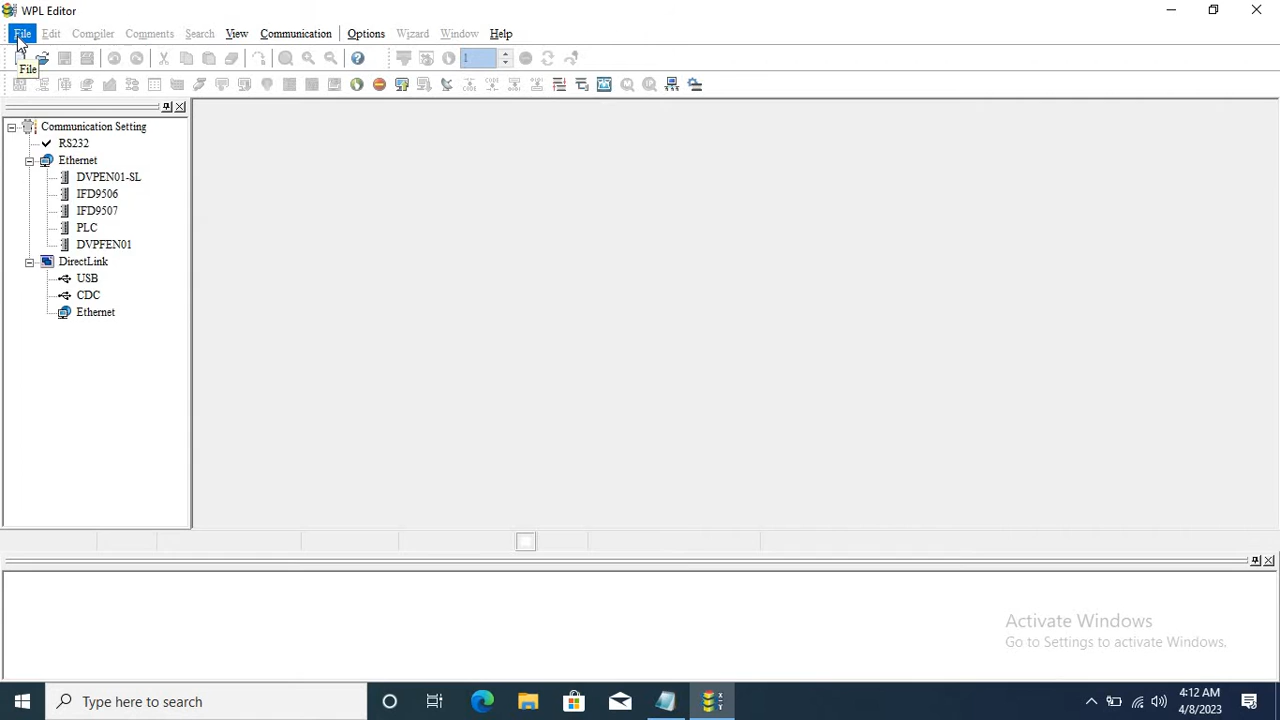 WPL Editor
File Edit Compiler Comments Search View Communication Options Wizard Window Help
1
File
Communication Setting
RS232
Ethernet
DVPEN01-SL
IFD9506
IFD9507
PLC
DVPFEN01
DirectLink
USB
CDC
Ethernet
Activate Windows
Go to Settings to activate Windows.
Type here to search
4:12 AM
4/8/2023